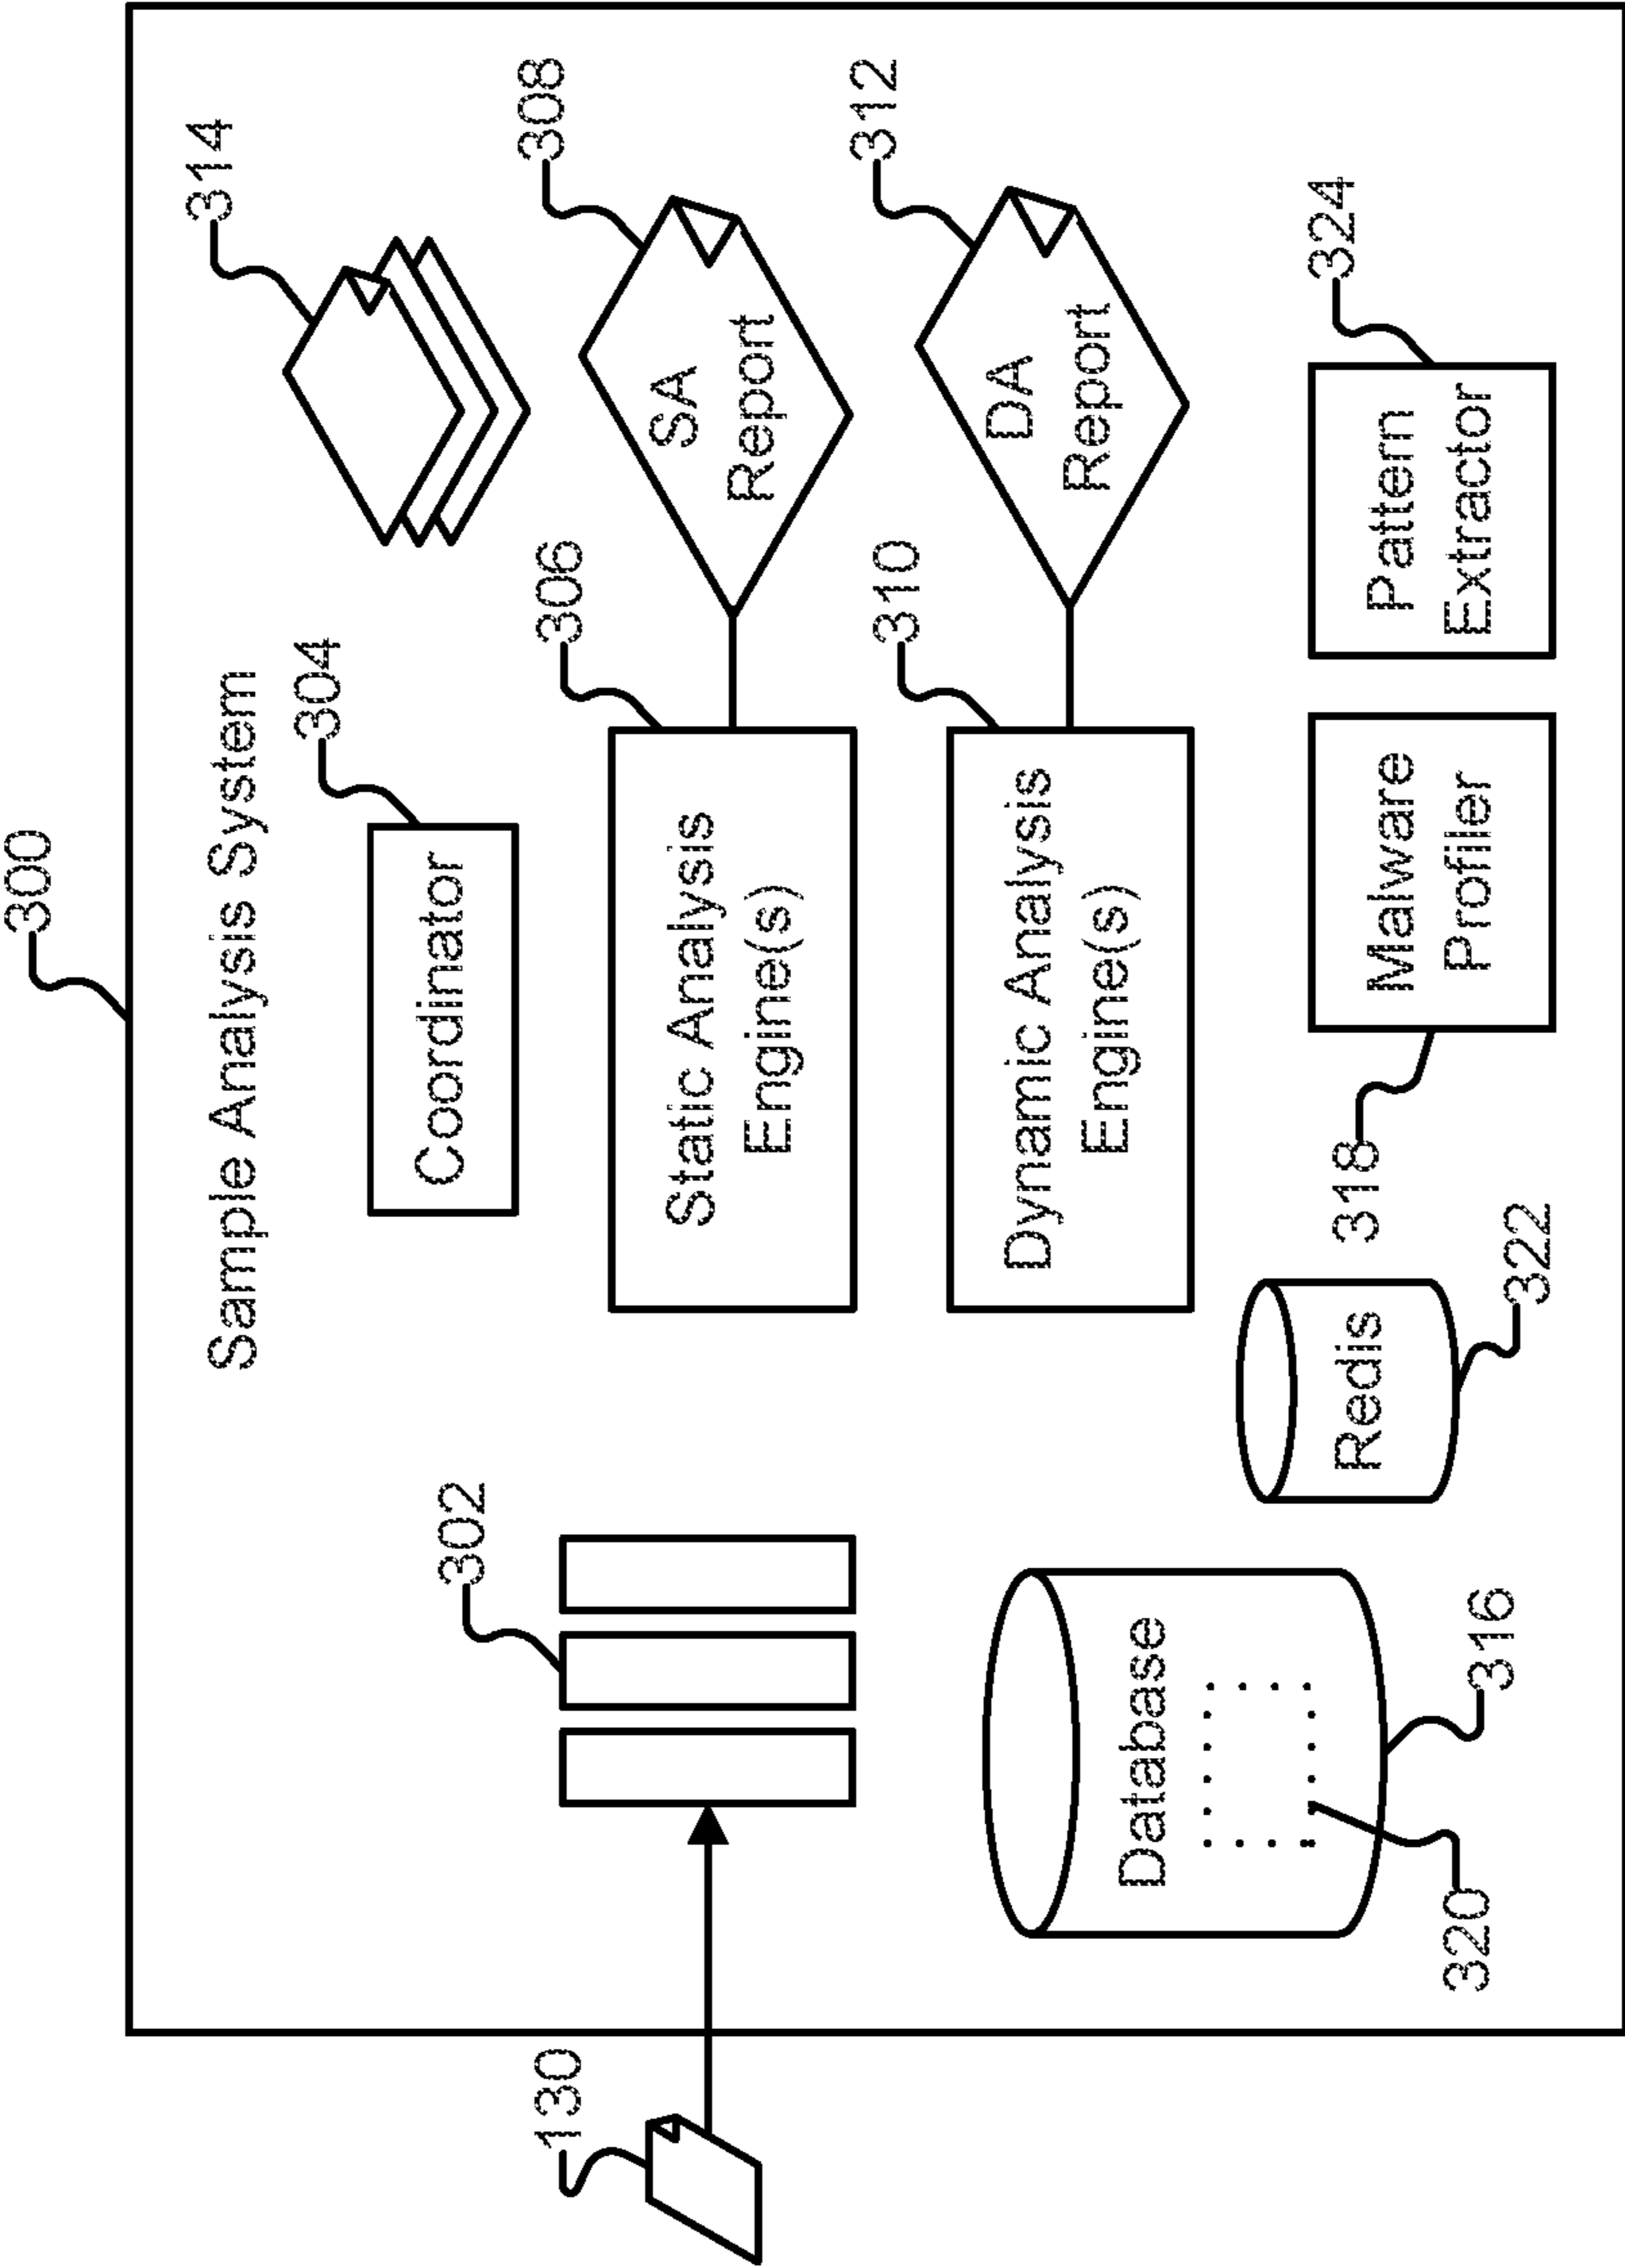 300
Sample Analysis System
314
304
Coordinator
302
306
308
Static Analysis
Engine(s)
SA
Report
130
310
312
Dynamic Analysis
Engine(s)
DA
Report
Database
Redis
324
Malware
Profiler
Pattern
Extractor
318
320
316
322